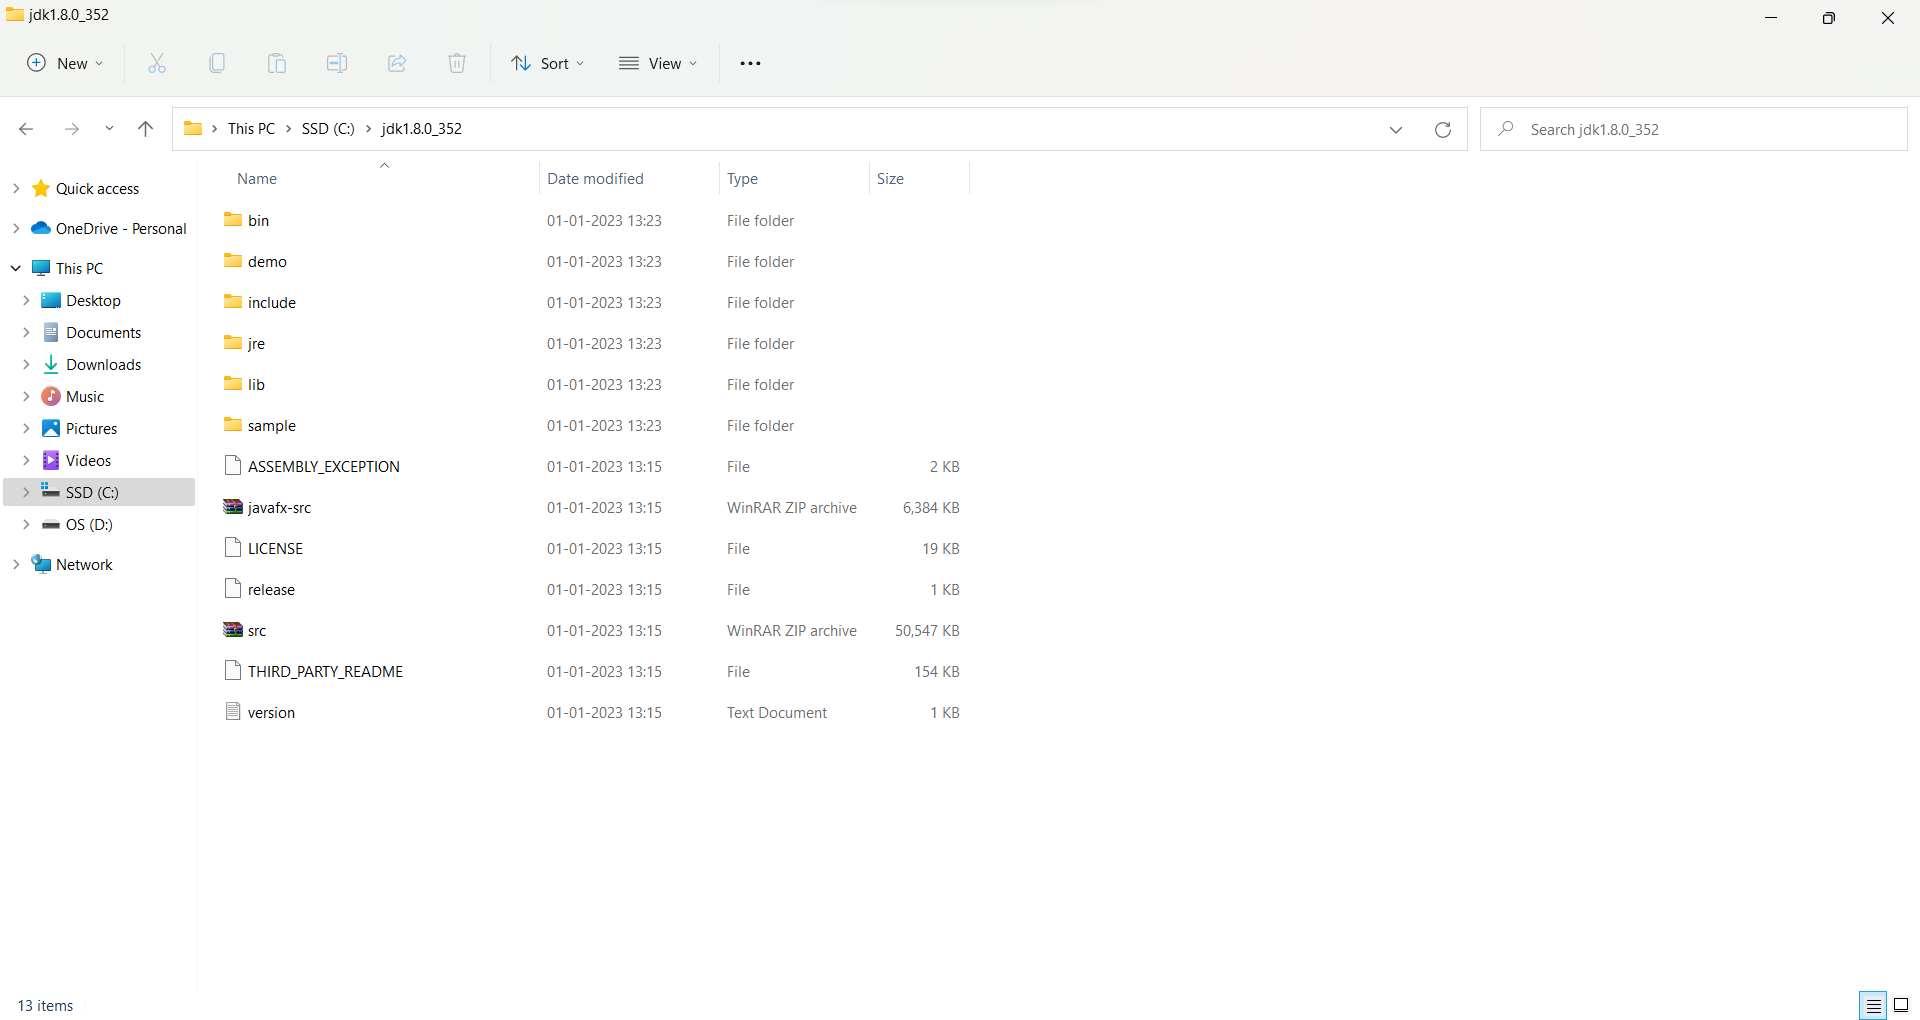 jdk1.8.0_352
New Sort View
This PC SSD (C:) jdk1.8.0_352 Search jdk1.8.0_352
Quick access
OneDrive - Personal
This PC
Desktop
Documents
Downloads
Music
Pictures
Videos
SSD (C:)
OS (D:)
Network
Name Date modified Type Size
bin 01-01-2023 13:23 File folder
demo 01-01-2023 13:23 File folder
include 01-01-2023 13:23 File folder
jre 01-01-2023 13:23 File folder
lib 01-01-2023 13:23 File folder
sample 01-01-2023 13:23 File folder
ASSEMBLY_EXCEPTION 01-01-2023 13:15 File 2 KB
javafx-src 01-01-2023 13:15 WinRAR ZIP archive 6,384 KB
LICENSE 01-01-2023 13:15 File 19 KB
release 01-01-2023 13:15 File 1 KB
src 01-01-2023 13:15 WinRAR ZIP archive 50,547 KB
THIRD_PARTY_README 01-01-2023 13:15 File 154 KB
version 01-01-2023 13:15 Text Document 1 KB
13 items